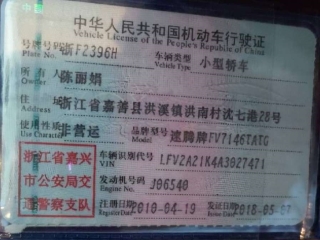 中华人民共和国机动车行驶证
Vehicle License of the People's Republic of China
号牌号码 浙F2396H 车辆类型 小型轿车
Plate No. Vehicle Type
所有人 陈丽娟
Owner
住址 浙江省嘉善县洪溪镇洪南村沈七港28号
Address
使用性质 非营运 品牌型号 速腾牌FV7146TATG
Model
浙江省嘉兴 车辆识别代号 LFV2A21K4A3027471
VIN
市公安局交 发动机号码 J06540
Engine No.
通警察支队 注册日期 2010-04-19 发证日期
Register Date Issue Date